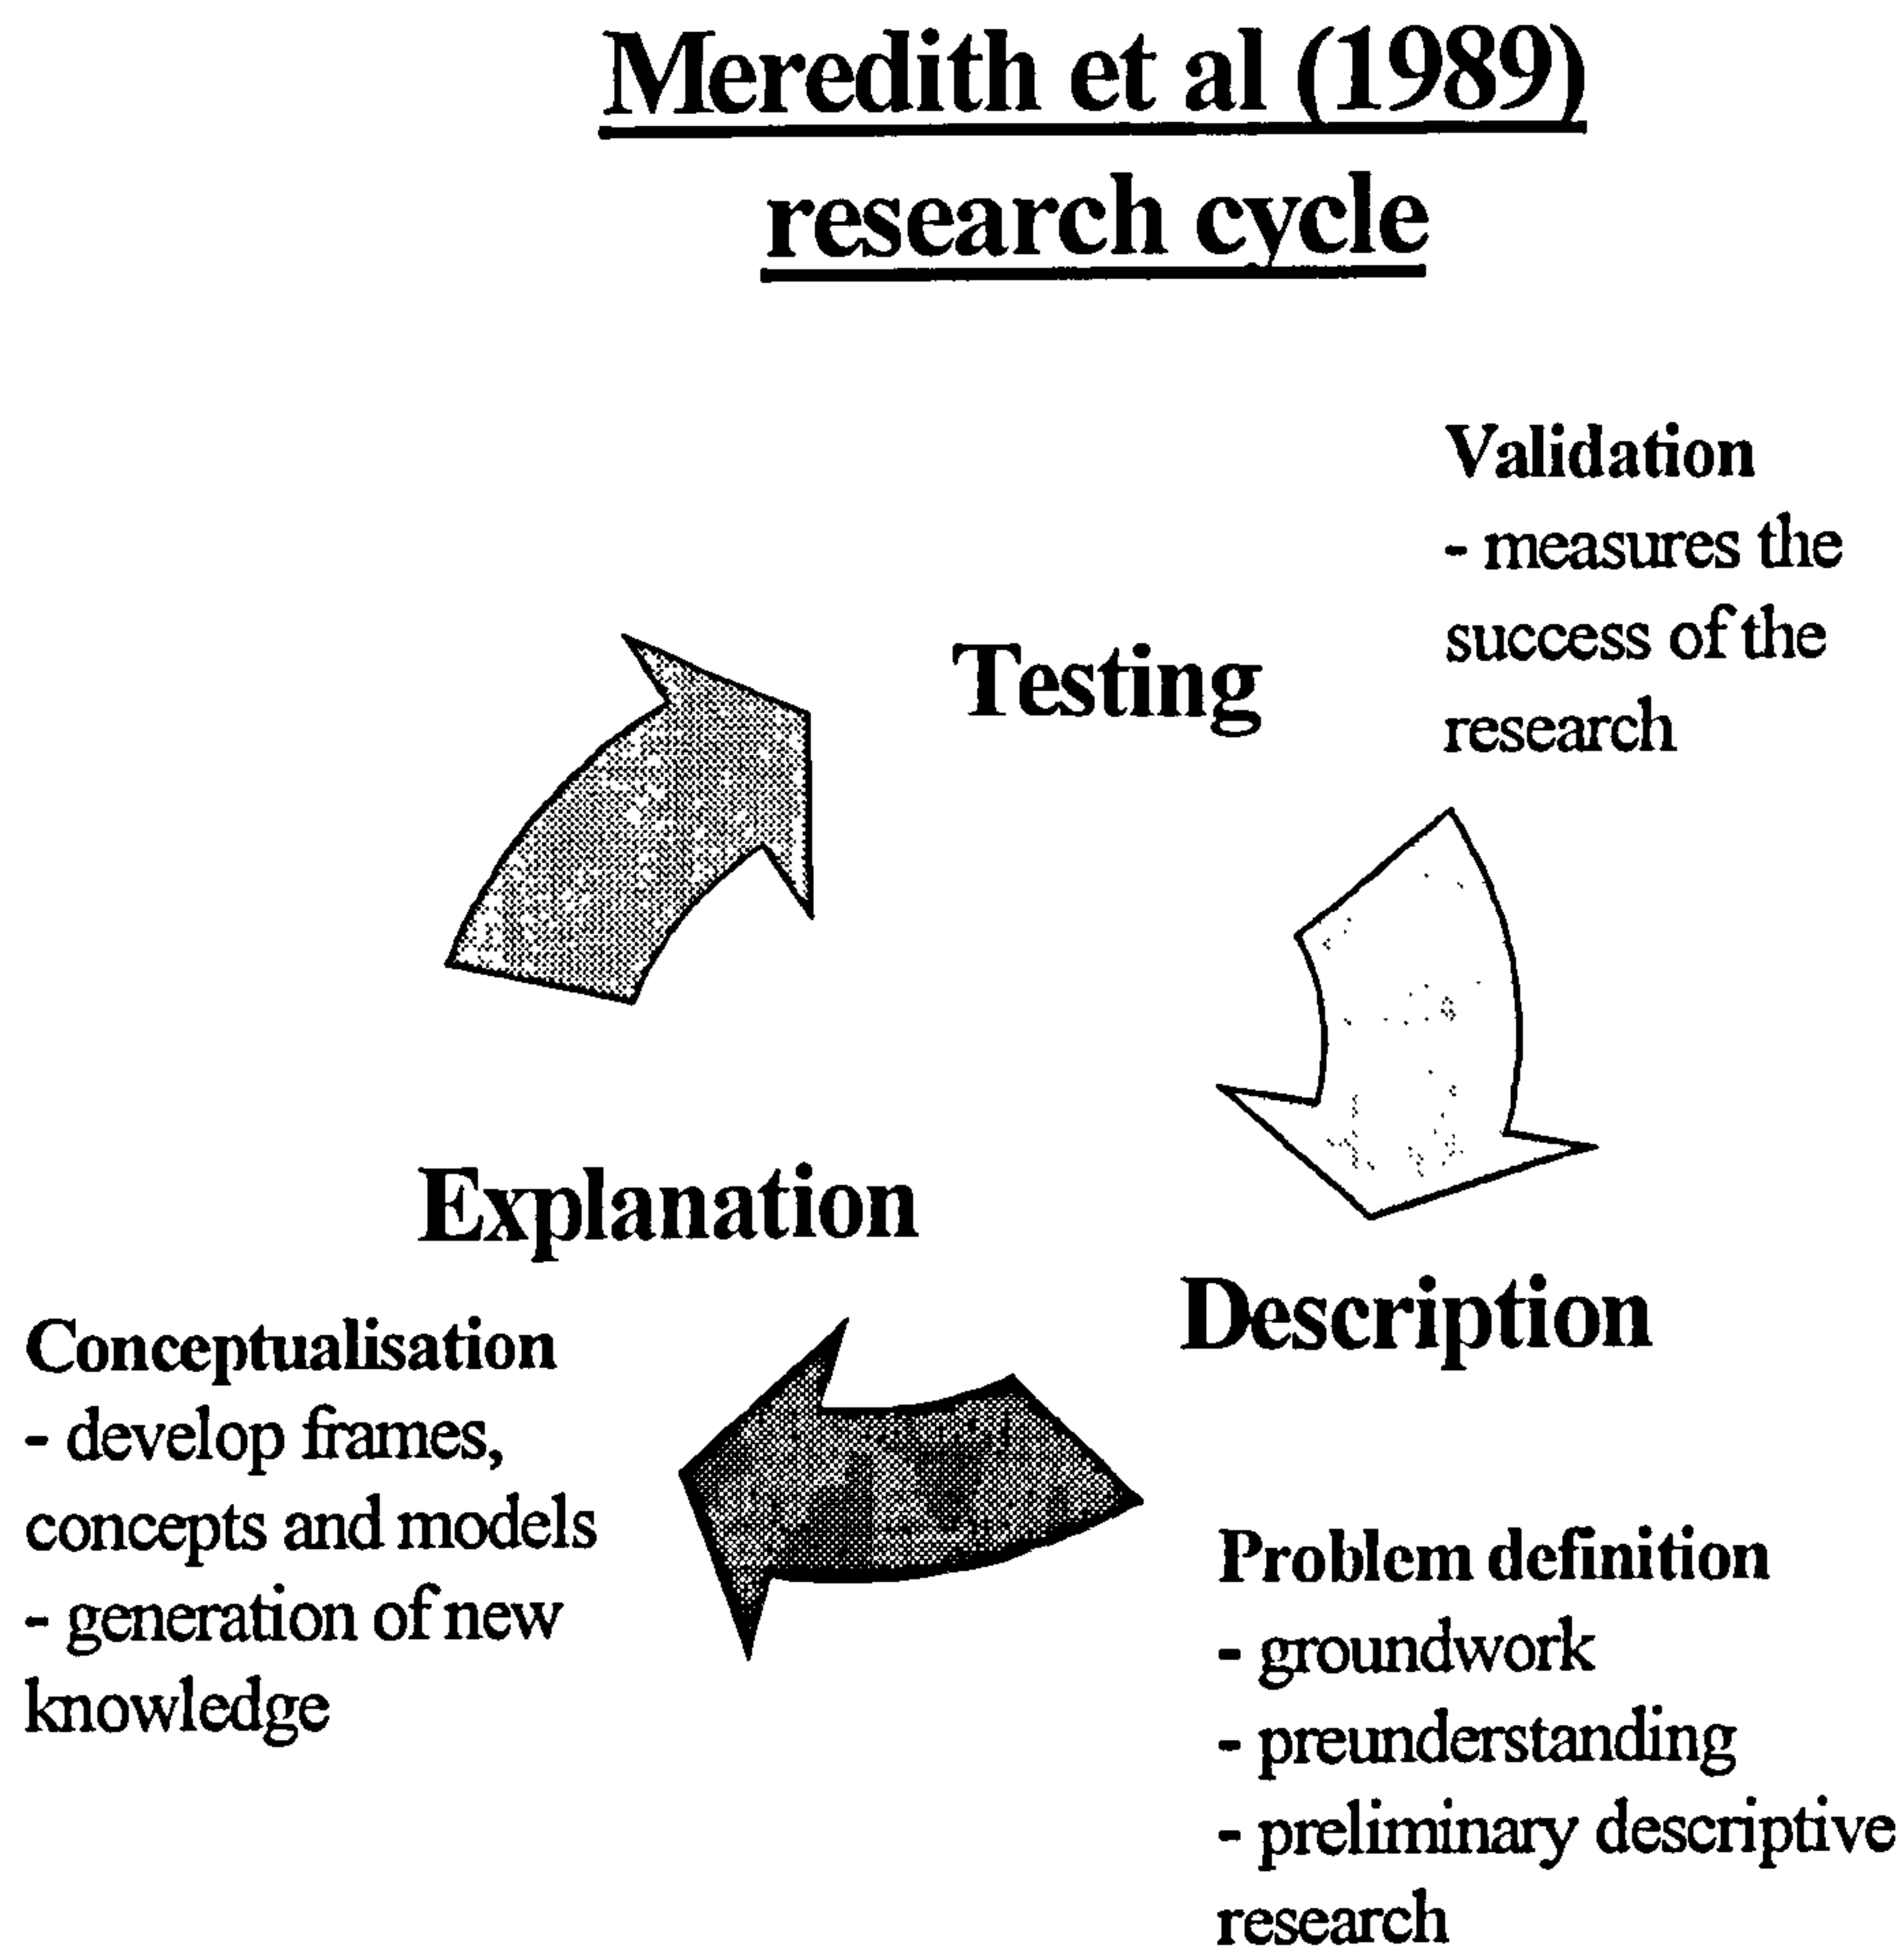 Meredith et al (1989)
research cycle
Validation
- measures the
success of the
research
Testing
Explanation
Description
Conceptualisation
- develop frames,
concepts and models
- generation of new
knowledge
Problem definition
- groundwork
- preunderstanding
- preliminary descriptive
research